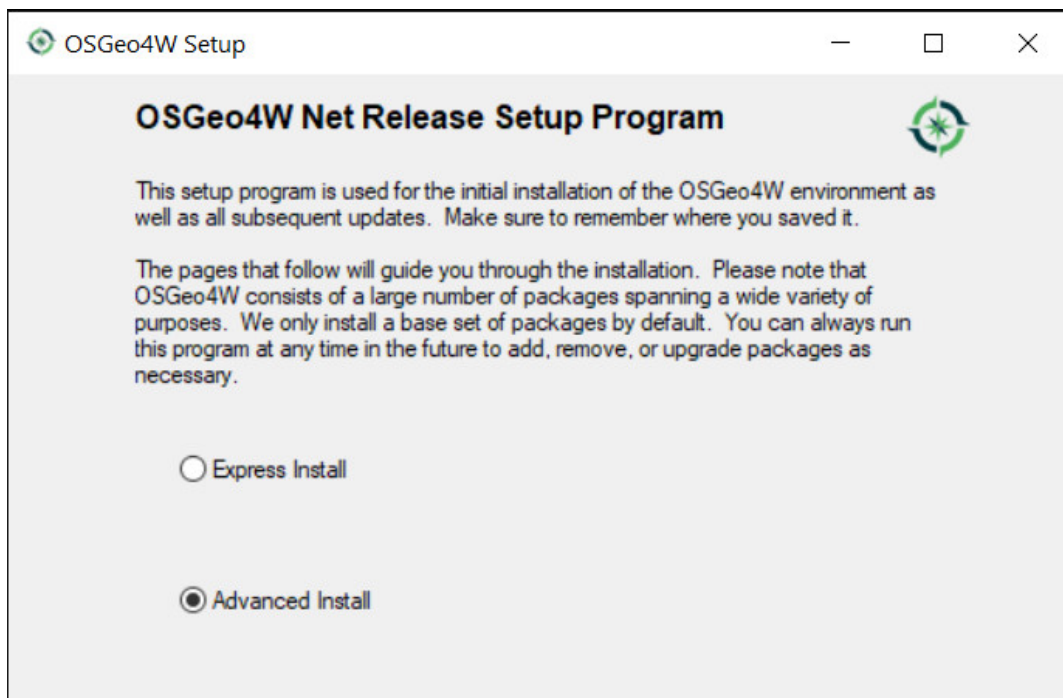 OSGeo4W Setup
OSGeo4W Net Release Setup Program
This setup program is used for the initial installation of the OSGeo4W environment as
well as all subsequent updates.  Make sure to remember where you saved it.
The pages that follow will guide you through the installation.  Please note that
OSGeo4W consists of a large number of packages spanning a wide variety of
purposes.  We only install a base set of packages by default.  You can always run
this program at any time in the future to add, remove, or upgrade packages as
necessary.
Express Install
Advanced Install